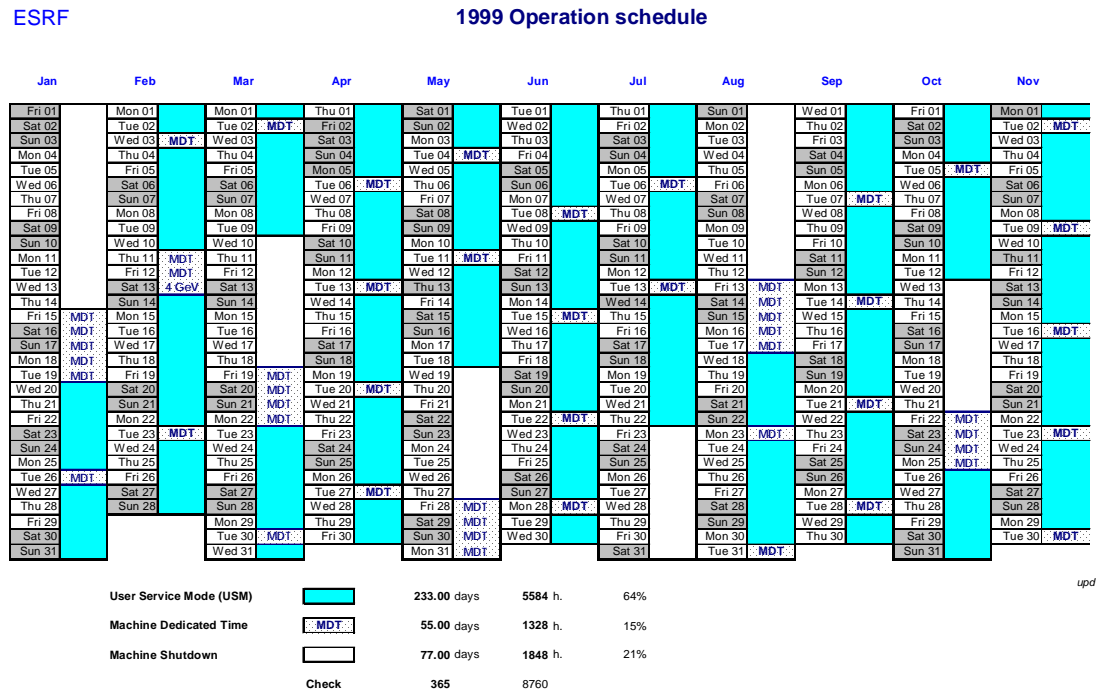 ESRF
1999 Operation schedule
Jan Feb Mar Apr May Jun Jul Aug Sep Oct Nov
Fri 01 Mon 01 Mon 01 Thu 01 Sat 01 Tue 01 Thu 01 Sun 01 Wed 01 Fri 01 Mon 01
Sat 02 Tue 02 Tue 02 MDT Fri 02 Sun 02 Wed 02 Fri 02 Mon 02 Thu 02 Sat 02 Tue 02 MDT
Sun 03 Wed 03 MDT Wed 03 Sat 03 Mon 03 Thu 03 Sat 03 Tue 03 Fri 03 Sun 03 Wed 03
Mon 04 Thu 04 Thu 04 Sun 04 Tue 04 MDT Fri 04 Sun 04 Wed 04 Sat 04 Mon 04 Thu 04
Tue 05 Fri 05 Fri 05 Mon 05 Wed 05 Sat 05 Mon 05 Thu 05 Sun 05 Tue 05 MDT Fri 05
Wed 06 Sat 06 Sat 06 Tue 06 MDT Thu 06 Sun 06 Tue 06 MDT Fri 06 Mon 06 Wed 06 Sat 06
Thu 07 Sun 07 Sun 07 Wed 07 Fri 07 Mon 07 Wed 07 Sat 07 Tue 07 MDT Thu 07 Sun 07
Fri 08 Mon 08 Mon 08 Thu 08 Sat 08 Tue 08 MDT Thu 08 Sun 08 Wed 08 Fri 08 Mon 08
Sat 09 Tue 09 Tue 09 Fri 09 Sun 09 Wed 09 Fri 09 Mon 09 Thu 09 Sat 09 Tue 09 MDT
Sun 10 Wed 10 Wed 10 Sat 10 Mon 10 Thu 10 Sat 10 Tue 10 Fri 10 Sun 10 Wed 10
Mon 11 Thu 11 MDT Thu 11 Sun 11 Tue 11 MDT Fri 11 Sun 11 Wed 11 Sat 11 Mon 11 Thu 11
Tue 12 Fri 12 MDT Fri 12 Mon 12 Wed 12 Sat 12 Mon 12 Thu 12 Sun 12 Tue 12 Fri 12
Wed 13 Sat 13 4 GeV Sat 13 Tue 13 MDT Thu 13 Sun 13 Tue 13 MDT Fri 13 MDT Mon 13 Wed 13 Sat 13
Thu 14 Sun 14 Sun 14 Wed 14 Fri 14 Mon 14 Wed 14 Sat 14 MDT Tue 14 MDT Thu 14 Sun 14
Fri 15 MDT Mon 15 Mon 15 Thu 15 Sat 15 Tue 15 MDT Thu 15 Sun 15 MDT Wed 15 Fri 15 Mon 15
Sat 16 MDT Tue 16 Tue 16 Fri 16 Sun 16 Wed 16 Fri 16 Mon 16 MDT Thu 16 Sat 16 Tue 16 MDT
Sun 17 MDT Wed 17 Wed 17 Sat 17 Mon 17 Thu 17 Sat 17 Tue 17 MDT Fri 17 Sun 17 Wed 17
Mon 18 MDT Thu 18 Thu 18 Sun 18 Tue 18 Fri 18 Sun 18 Wed 18 Sat 18 Mon 18 Thu 18
Tue 19 MDT Fri 19 Fri 19 MDT Mon 19 Wed 19 Sat 19 Mon 19 Thu 19 Sun 19 Tue 19 Fri 19
Wed 20 Sat 20 Sat 20 MDT Tue 20 MDT Thu 20 Sun 20 Tue 20 Fri 20 Mon 20 Wed 20 Sat 20
Thu 21 Sun 21 Sun 21 MDT Wed 21 Fri 21 Mon 21 Wed 21 Sat 21 Tue 21 MDT Thu 21 Sun 21
Fri 22 Mon 22 Mon 22 MDT Thu 22 Sat 22 Tue 22 MDT Thu 22 Sun 22 Wed 22 Fri 22 MDT Mon 22
Sat 23 Tue 23 MDT Tue 23 Fri 23 Sun 23 Wed 23 Fri 23 Mon 23 MDT Thu 23 Sat 23 MDT Tue 23 MDT
Sun 24 Wed 24 Wed 24 Sat 24 Mon 24 Thu 24 Sat 24 Tue 24 Fri 24 Sun 24 MDT Wed 24
Mon 25 Thu 25 Thu 25 Sun 25 Tue 25 Fri 25 Sun 25 Wed 25 Sat 25 Mon 25 MDT Thu 25
Tue 26 MDT Fri 26 Fri 26 Mon 26 Wed 26 Sat 26 Mon 26 Thu 26 Sun 26 Tue 26 Fri 26
Wed 27 Sat 27 Sat 27 Tue 27 MDT Thu 27 Sun 27 Tue 27 Fri 27 Mon 27 Wed 27 Sat 27
Thu 28 Sun 28 Sun 28 Wed 28 Fri 28 MDT Mon 28 MDT Wed 28 Sat 28 Tue 28 MDT Thu 28 Sun 28
Fri 29 Mon 29 Thu 29 Sat 29 MDT Tue 29 Thu 29 Sun 29 Wed 29 Fri 29 Mon 29
Sat 30 Tue 30 MDT Fri 30 Sun 30 MDT Wed 30 Fri 30 Mon 30 Thu 30 Sat 30 Tue 30 MDT
Sun 31 Wed 31 Mon 31 MDT Sat 31 Tue 31 MDT Sun 31
upd
User Service Mode (USM) 233.00 days 5584 h. 64%
Machine Dedicated Time MDT 55.00 days 1328 h. 15%
Machine Shutdown 77.00 days 1848 h. 21%
Check 365 8760